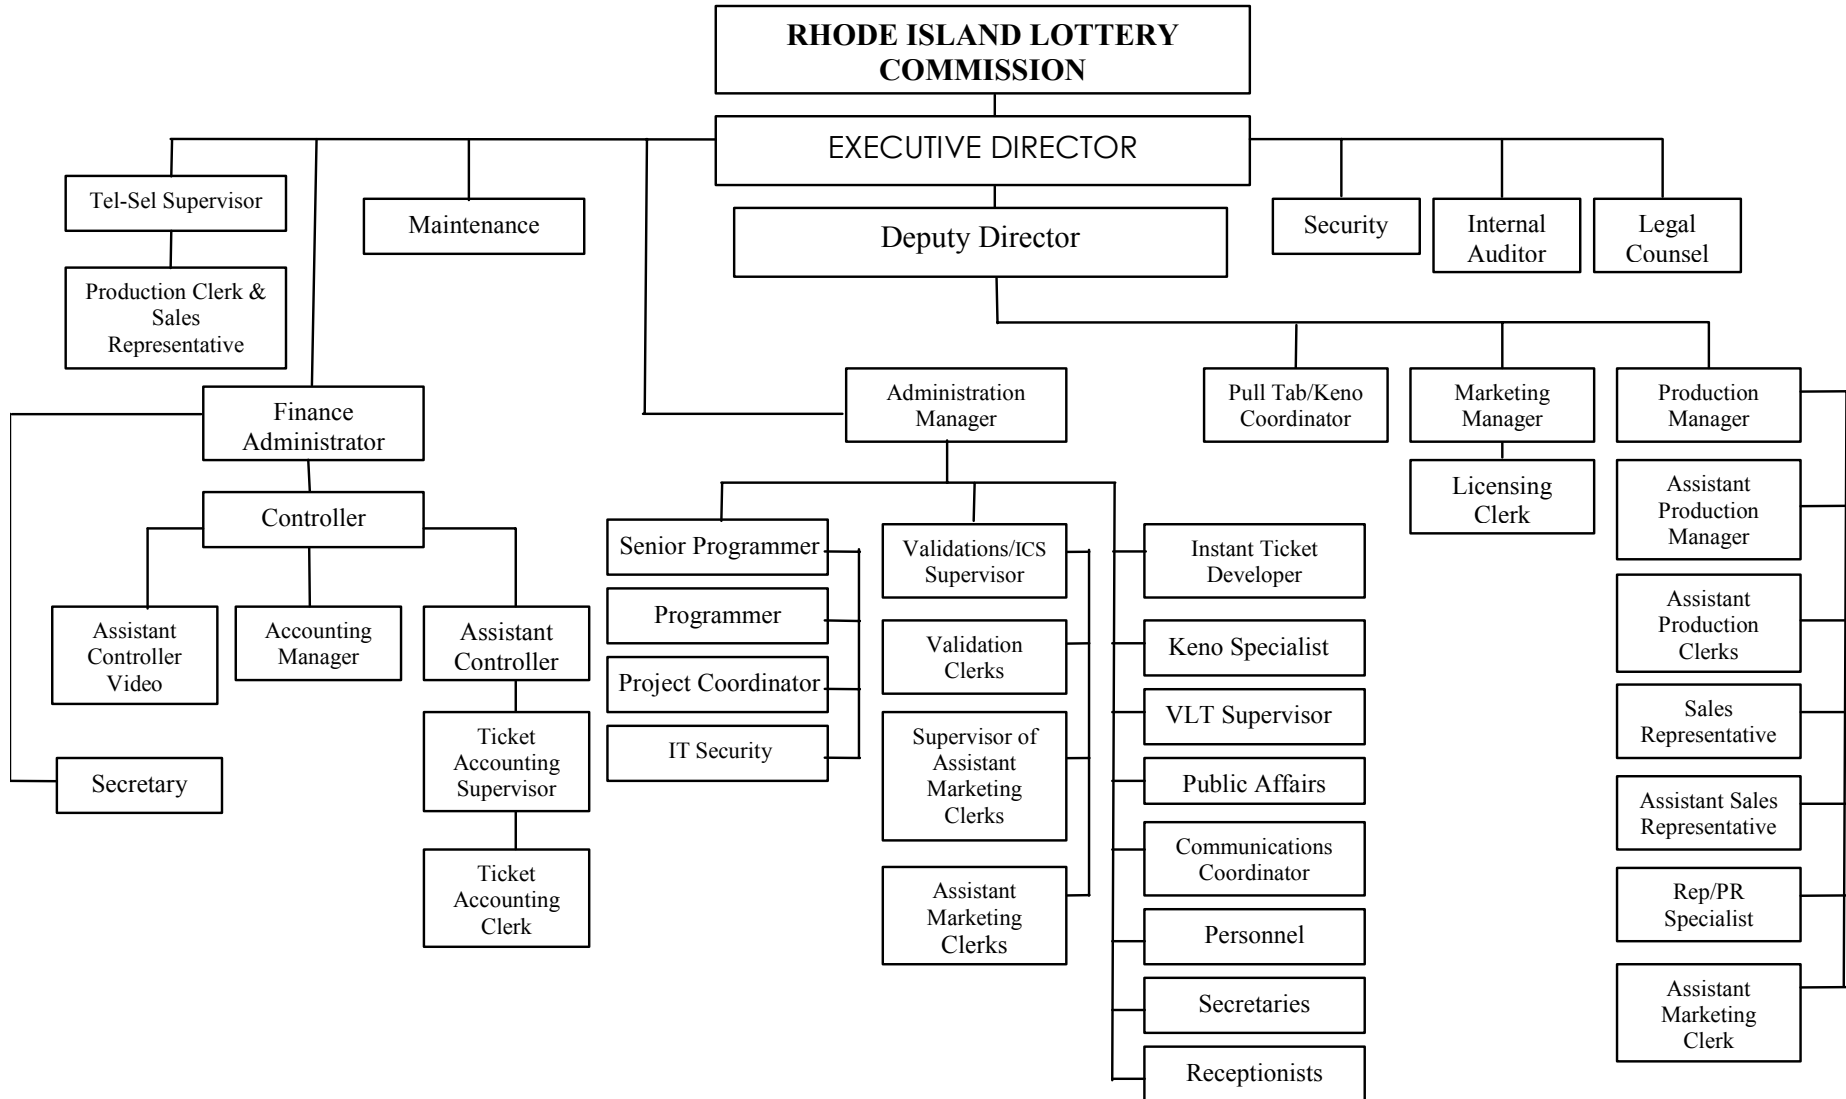 RHODE ISLAND LOTTERY
COMMISSION
EXECUTIVE DIRECTOR
Tel-Sel Supervisor
Maintenance
Deputy Director
Security
Internal
Auditor
Legal
Counsel
Production Clerk &
Sales
Representative
Finance
Administrator
Administration
Manager
Pull Tab/Keno
Coordinator
Marketing
Manager
Production
Manager
Controller
Licensing
Clerk
Assistant
Production
Manager
Senior Programmer
Validations/ICS
Supervisor
Instant Ticket
Developer
Assistant
Controller
Video
Accounting
Manager
Assistant
Controller
Programmer
Validation
Clerks
Keno Specialist
Assistant
Production
Clerks
Project Coordinator
VLT Supervisor
Sales
Representative
Secretary
Ticket
Accounting
Supervisor
IT Security
Supervisor of
Assistant
Marketing
Clerks
Public Affairs
Assistant Sales
Representative
Communications
Coordinator
Ticket
Accounting
Clerk
Assistant
Marketing
Clerks
Personnel
Rep/PR
Specialist
Secretaries
Assistant
Marketing
Clerk
Receptionists